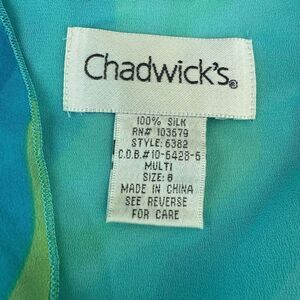 Chadwick's®
100% SILK
RN# 103679
STYLE: 6382
C.O.B.#10-6428-6
MULTI
SIZE: 6
MADE IN CHINA
SEE REVERSE
FOR CARE